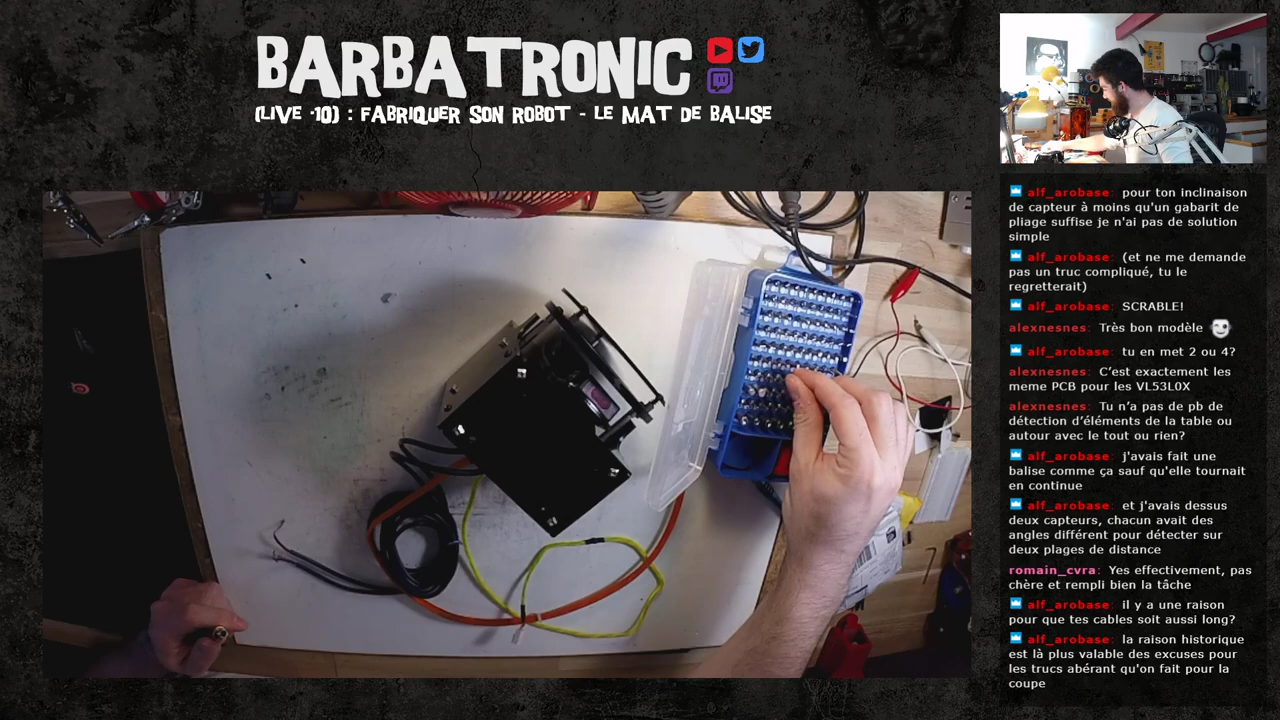 BARBATRONIC
(LIVE -10) : FABRIQUER SON ROBOT - LE MAT DE BALISE
alf_arobase: pour ton inclinaison
de capteur à moins qu'un gabarit de
pliage suffise je n'ai pas de solution
simple
alf_arobase: (et ne me demande
pas un truc compliqué, tu le
regretterait)
alf_arobase: SCRABLE!
alexnesnes: Très bon modèle
alf_arobase: tu en met 2 ou 4?
alexnesnes: C’est exactement les
meme PCB pour les VL53L0X
alexnesnes: Tu n’a pas de pb de
détection d’éléments de la table ou
autour avec le tout ou rien?
alf_arobase: j'avais fait une
balise comme ça sauf qu'elle tournait
en continue
alf_arobase: et j'avais dessus
deux capteurs, chacun avait des
angles différent pour détecter sur
deux plages de distance
romain_cvra: Yes effectivement, pas
chère et rempli bien la tâche
alf_arobase: il y a une raison
pour que tes cables soit aussi long?
alf_arobase: la raison historique
est là plus valable des excuses pour
les trucs abérant qu'on fait pour la
coupe